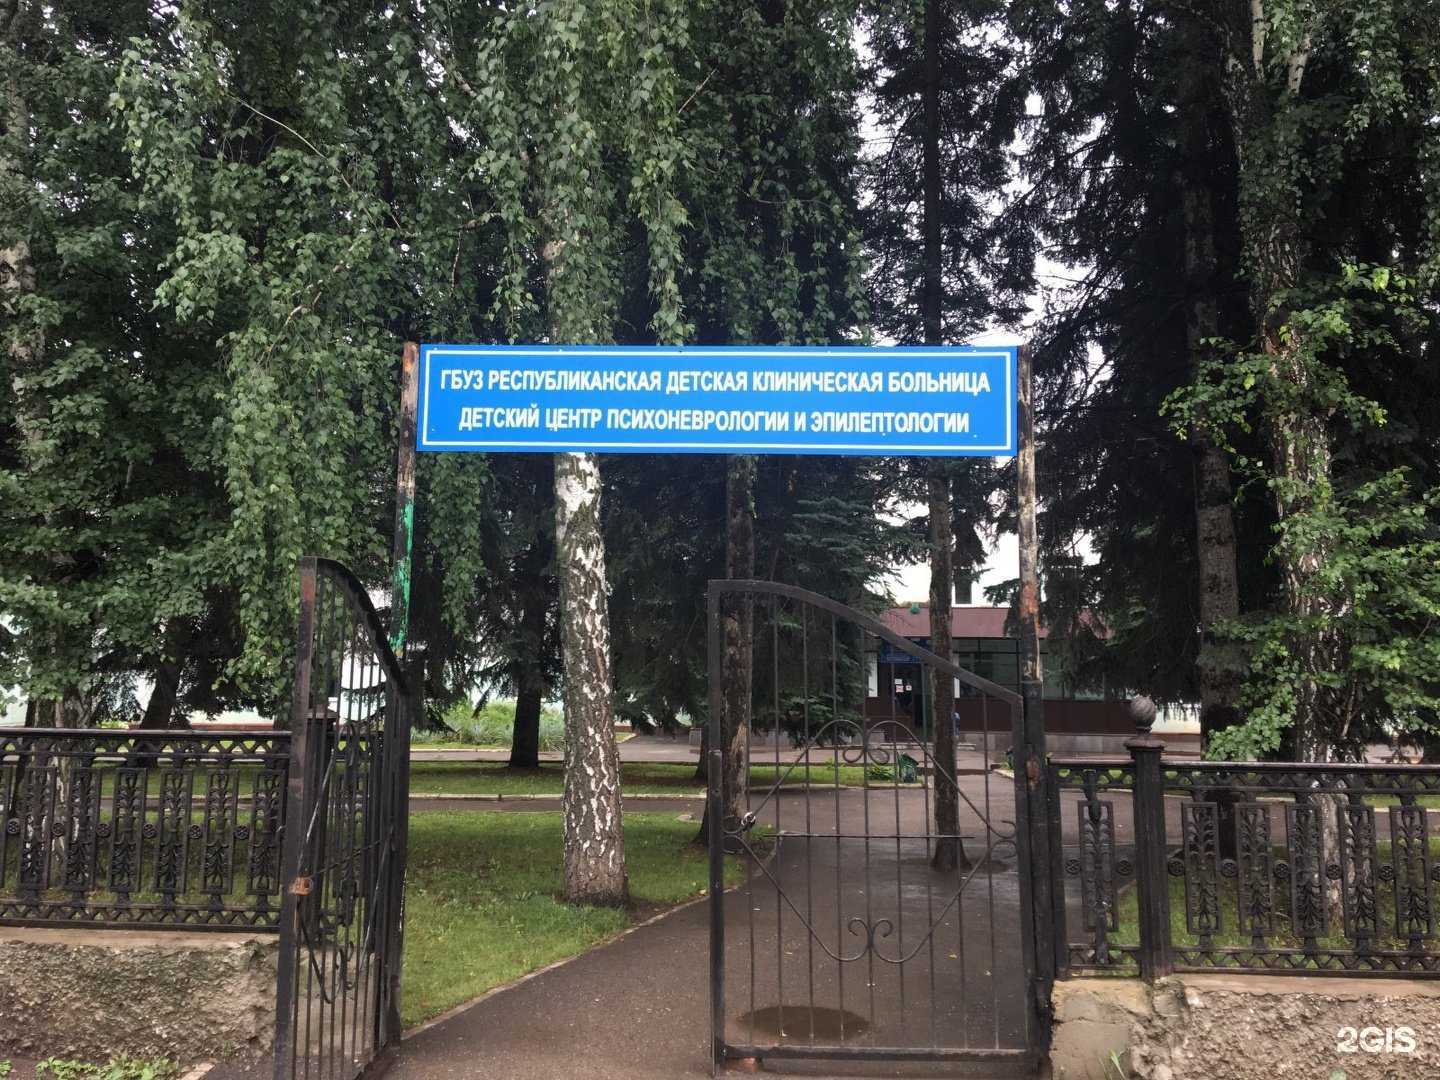 ГБУЗ РЕСПУБЛИКАНСКАЯ ДЕТСКАЯ КЛИНИЧЕСКАЯ БОЛЬНИЦА
ДЕТСКИЙ ЦЕНТР ПСИХОНЕВРОЛОГИИ И ЭПИЛЕПТОЛОГИИ
2GIS